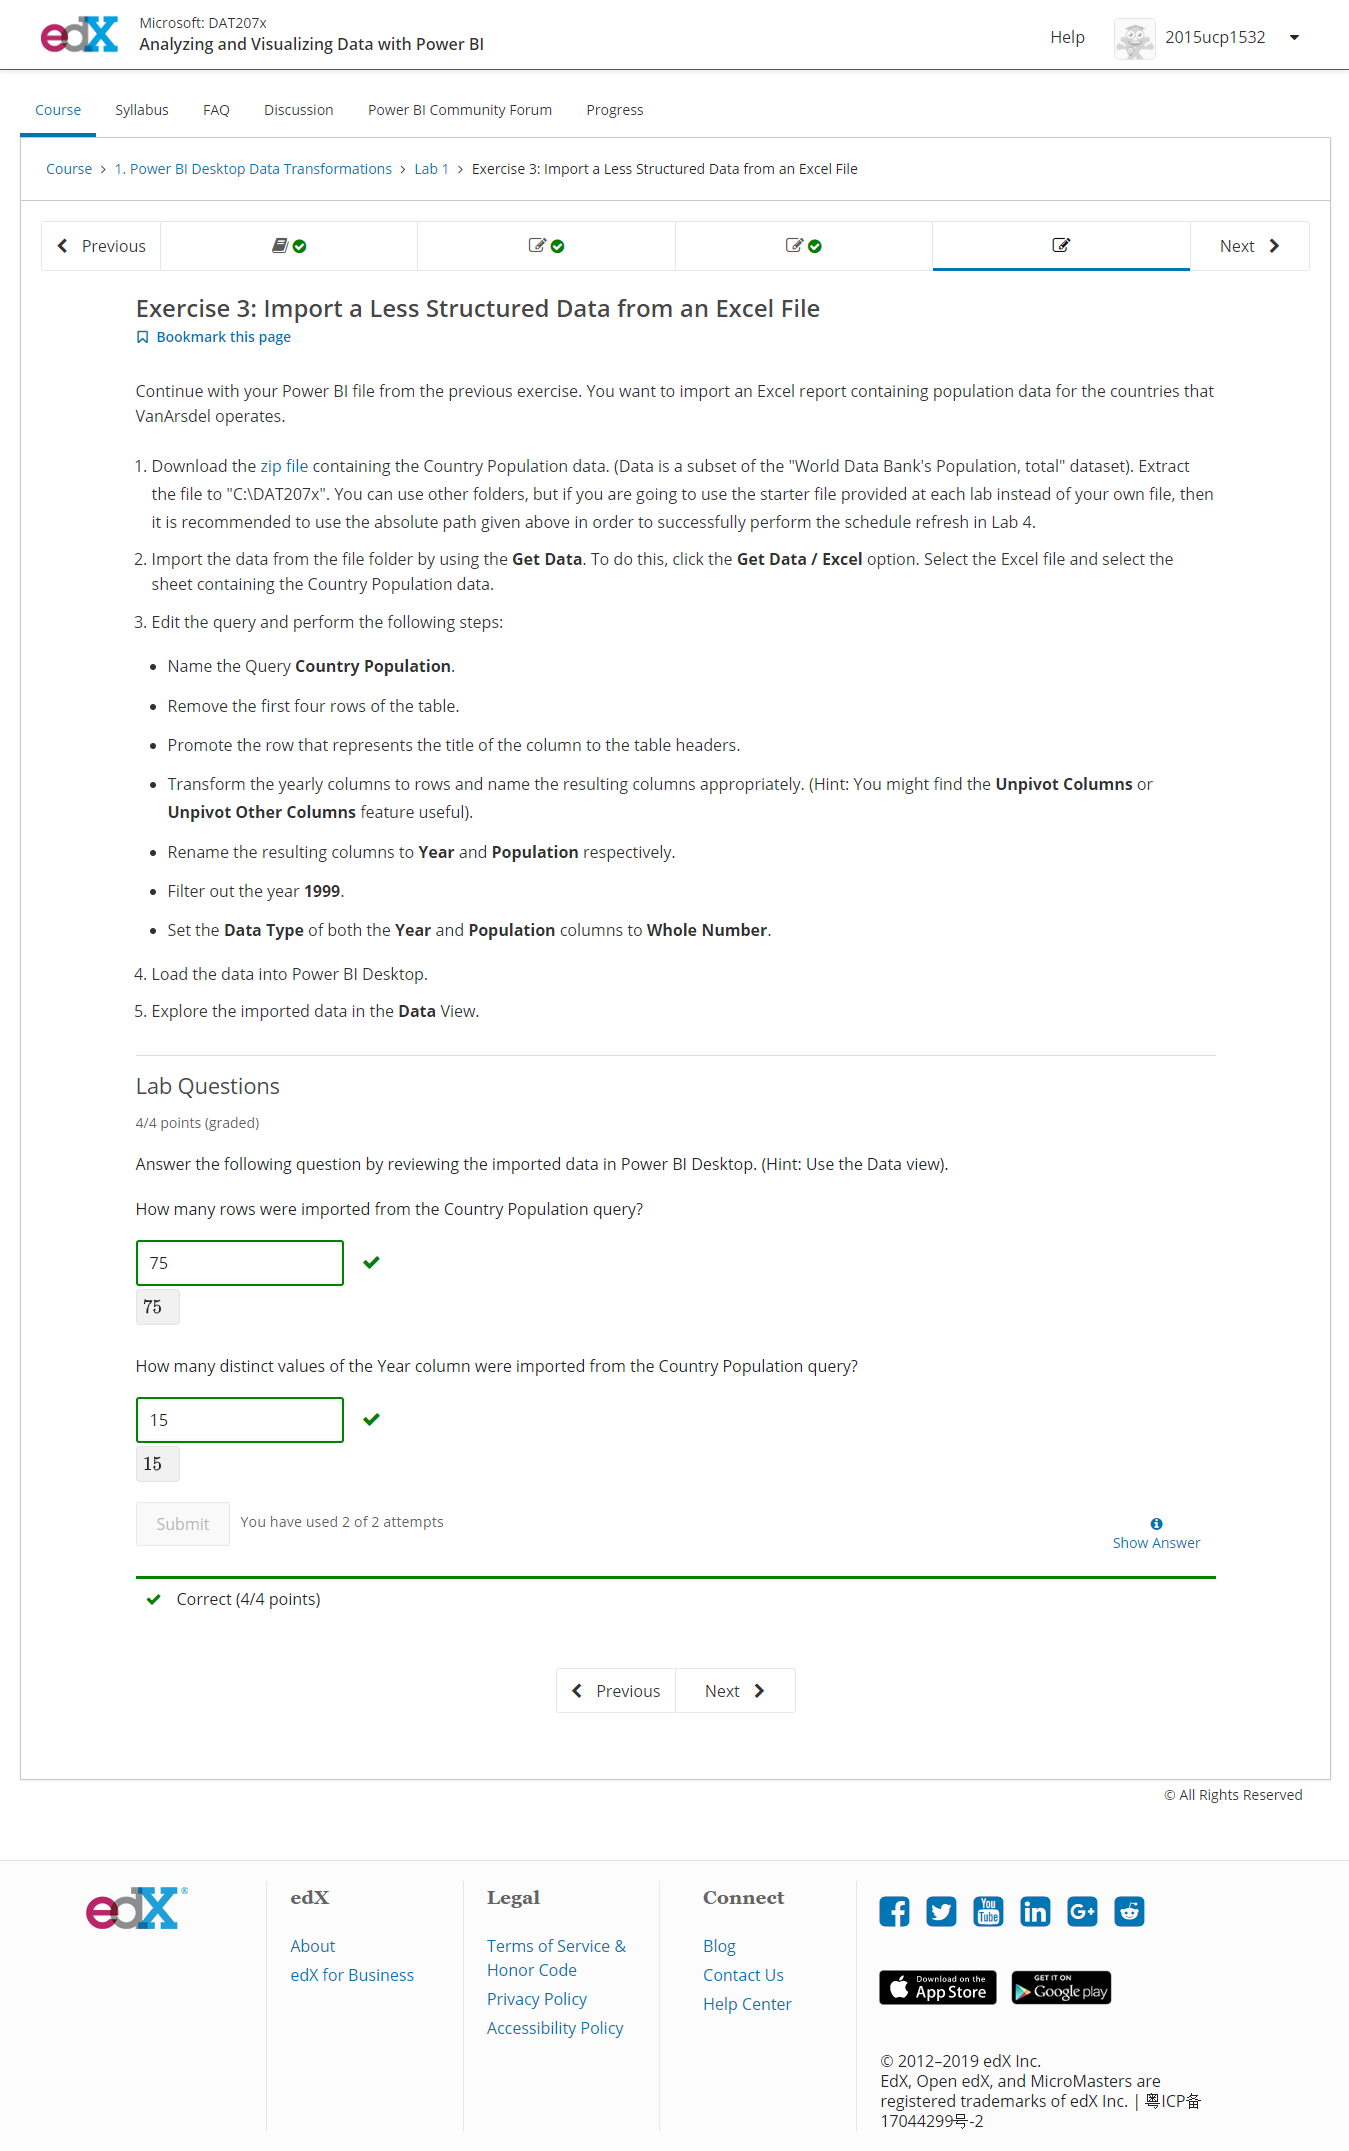 edX
Microsoft: DAT207x
Analyzing and Visualizing Data with Power BI
Help
2015ucp1532
Course
Syllabus
FAQ
Discussion
Power BI Community Forum
Progress
Course > 1. Power BI Desktop Data Transformations > Lab 1 > Exercise 3: Import a Less Structured Data from an Excel File
Previous
Next
Exercise 3: Import a Less Structured Data from an Excel File
Bookmark this page
Continue with your Power BI file from the previous exercise. You want to import an Excel report containing population data for the countries that
VanArsdel operates.
1. Download the zip file containing the Country Population data. (Data is a subset of the "World Data Bank's Population, total" dataset). Extract
the file to "C:\DAT207x". You can use other folders, but if you are going to use the starter file provided at each lab instead of your own file, then
it is recommended to use the absolute path given above in order to successfully perform the schedule refresh in Lab 4.
2. Import the data from the file folder by using the Get Data. To do this, click the Get Data / Excel option. Select the Excel file and select the
sheet containing the Country Population data.
3. Edit the query and perform the following steps:
• Name the Query Country Population.
• Remove the first four rows of the table.
• Promote the row that represents the title of the column to the table headers.
• Transform the yearly columns to rows and name the resulting columns appropriately. (Hint: You might find the Unpivot Columns or
Unpivot Other Columns feature useful).
• Rename the resulting columns to Year and Population respectively.
• Filter out the year 1999.
• Set the Data Type of both the Year and Population columns to Whole Number.
4. Load the data into Power BI Desktop.
5. Explore the imported data in the Data View.
Lab Questions
4/4 points (graded)
Answer the following question by reviewing the imported data in Power BI Desktop. (Hint: Use the Data view).
How many rows were imported from the Country Population query?
75
75
How many distinct values of the Year column were imported from the Country Population query?
15
15
Submit
You have used 2 of 2 attempts
Show Answer
Correct (4/4 points)
Previous
Next
© All Rights Reserved
edX®
edX
About
edX for Business
Legal
Terms of Service &
Honor Code
Privacy Policy
Accessibility Policy
Connect
Blog
Contact Us
Help Center
You
Tube
in
G+
Download on the
App Store
GET IT ON
Google play
© 2012–2019 edX Inc.
EdX, Open edX, and MicroMasters are
registered trademarks of edX Inc. | 粤ICP备
17044299号-2